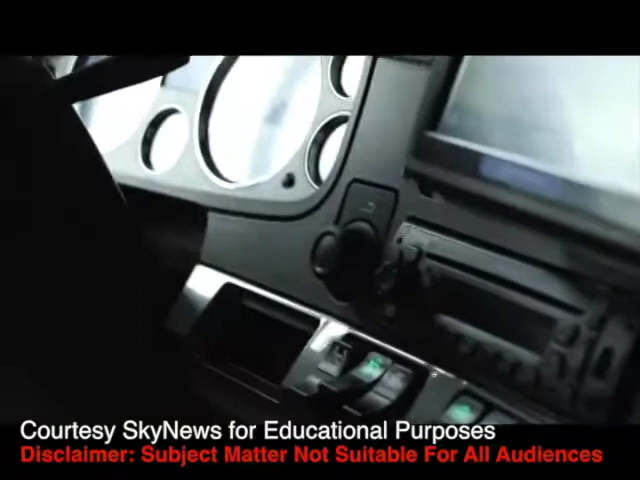 Courtesy SkyNews for Educational Purposes
Disclaimer: Subject Matter Not Suitable For All Audiences